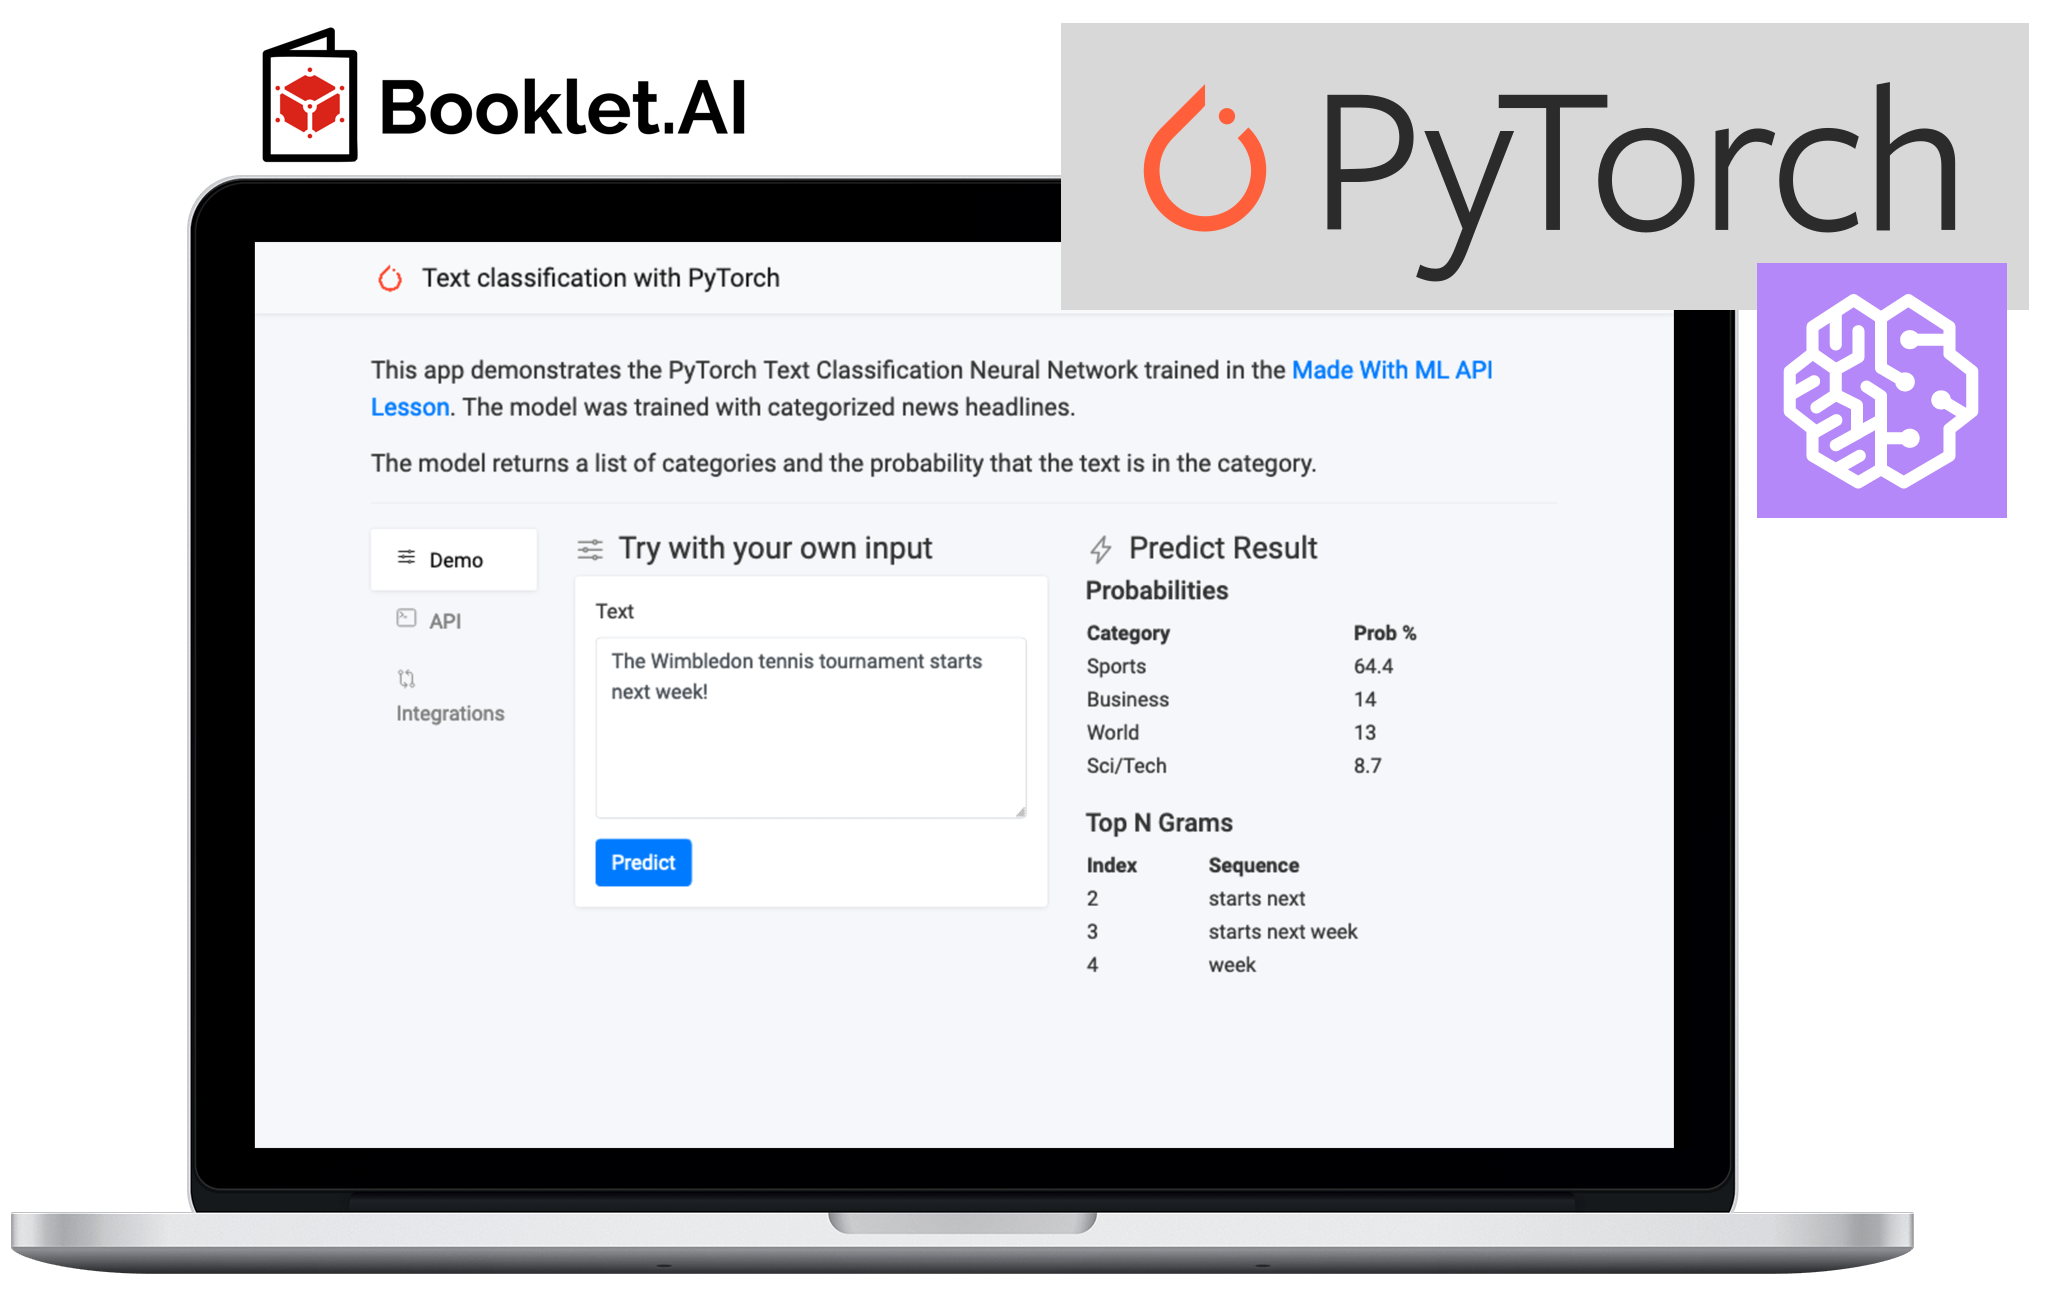 Booklet.AI
PyTorch
Text classification with PyTorch
This app demonstrates the PyTorch Text Classification Neural Network trained in the Made With ML API
Lesson. The model was trained with categorized news headlines.
The model returns a list of categories and the probability that the text is in the category.
Demo
API
Integrations
Try with your own input
Text
The Wimbledon tennis tournament starts
next week!
Predict
Predict Result
Probabilities
Category Prob %
Sports 64.4
Business 14
World 13
Sci/Tech 8.7
Top N Grams
Index Sequence
2 starts next
3 starts next week
4 week